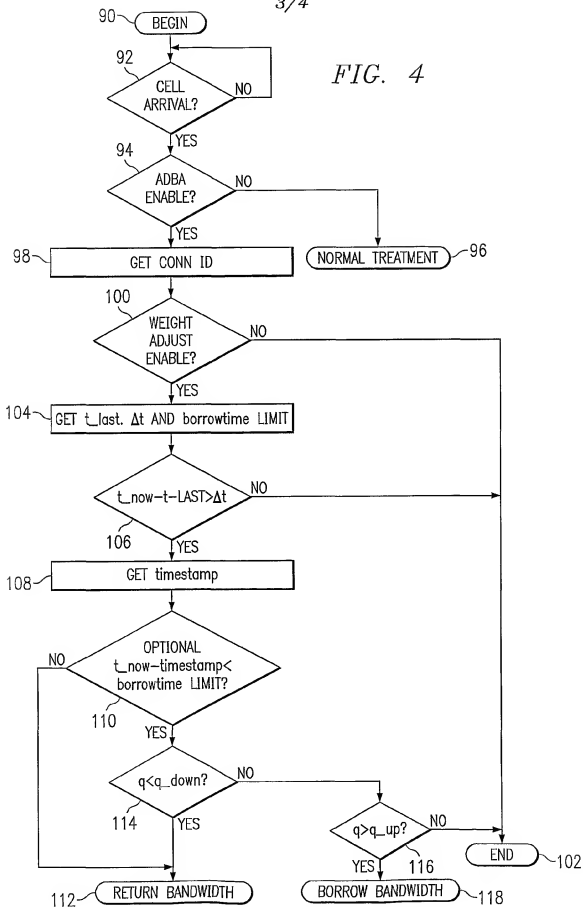 3/4
FIG. 4
90
BEGIN
92
CELL
ARRIVAL?
NO
YES
94
ADBA
ENABLE?
NO
YES
98
GET CONN ID
NORMAL TREATMENT
96
100
WEIGHT
ADJUST
ENABLE?
NO
YES
104
GET t_last. Δt AND borrowtime LIMIT
t_now-t-LAST>Δt
NO
106
YES
108
GET timestamp
OPTIONAL
t_now-timestamp<
borrowtime LIMIT?
NO
110
YES
q<q_down?
NO
114
YES
q>q_up?
NO
116
YES
END
102
112
RETURN BANDWIDTH
BORROW BANDWIDTH
118